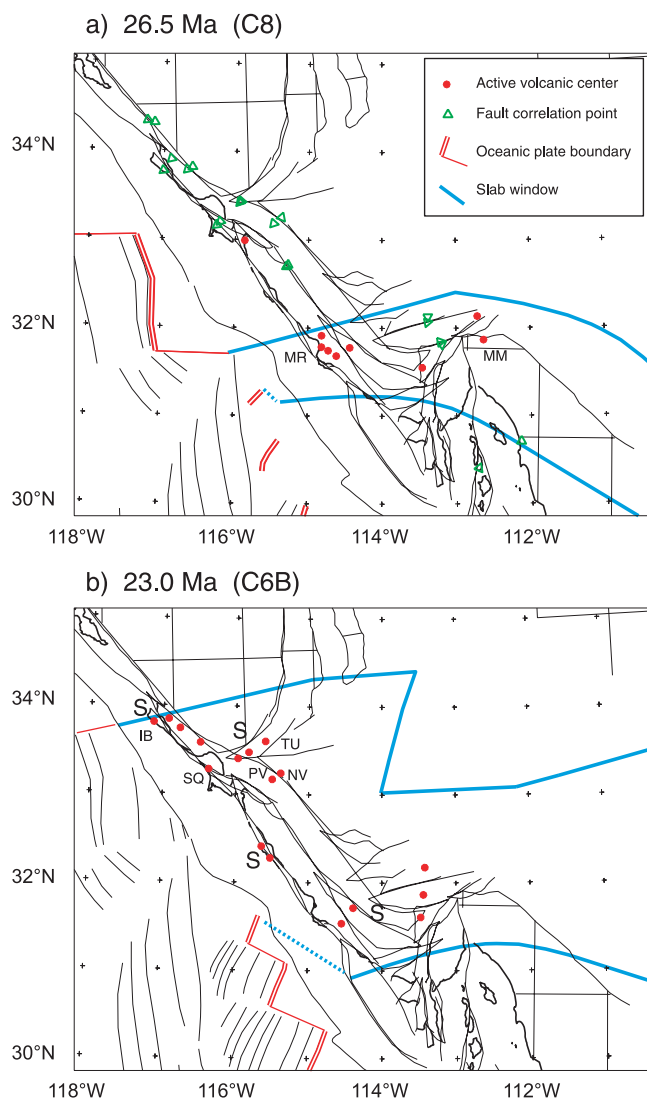 a) 26.5 Ma (C8)
Active volcanic center
Fault correlation point
Oceanic plate boundary
Slab window
34°N
32°N
30°N
MR
MM
118°W
116°W
114°W
112°W
b) 23.0 Ma (C6B)
34°N
32°N
30°N
S
IB
S
TU
SQ
PV
NV
S
S
118°W
116°W
114°W
112°W